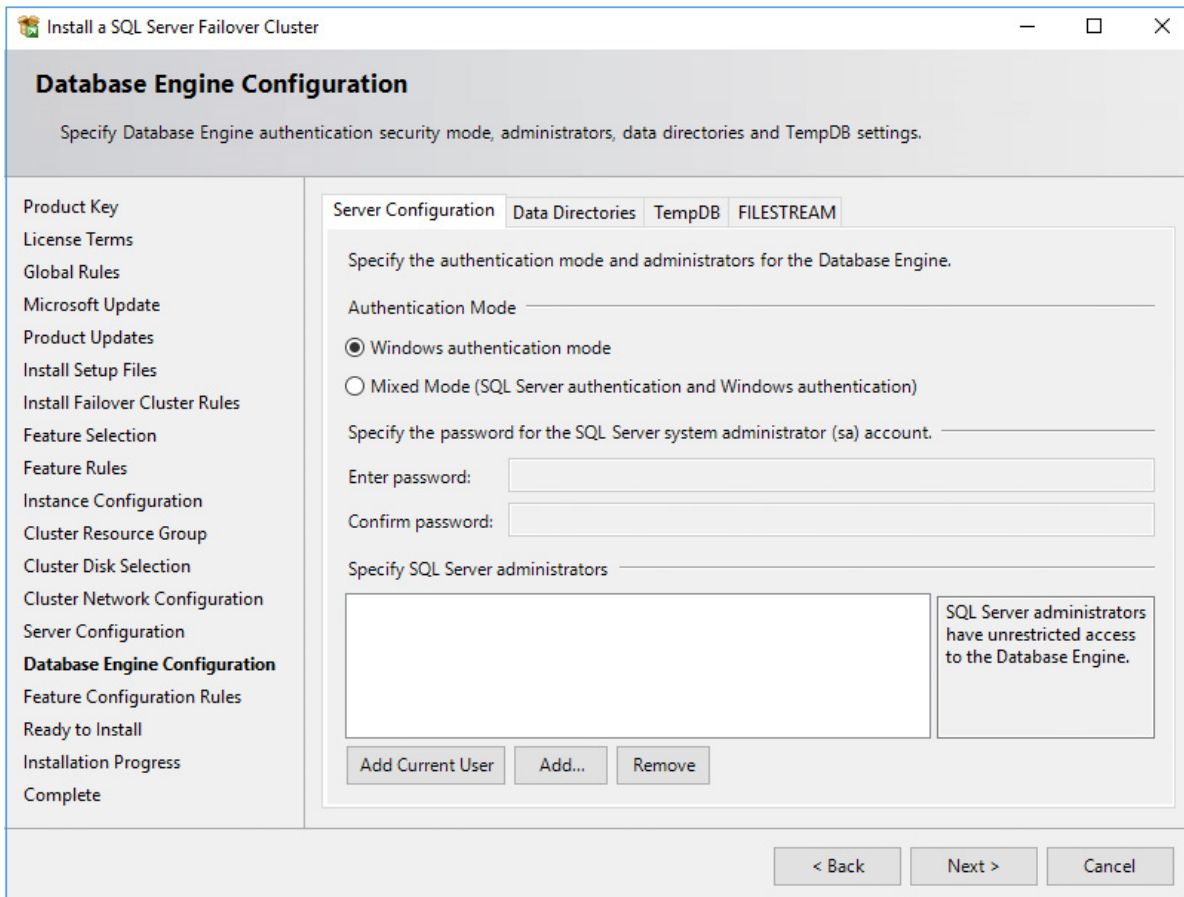 Install a SQL Server Failover Cluster
Database Engine Configuration
Specify Database Engine authentication security mode, administrators, data directories and TempDB settings.
Product Key
License Terms
Global Rules
Microsoft Update
Product Updates
Install Setup Files
Install Failover Cluster Rules
Feature Selection
Feature Rules
Instance Configuration
Cluster Resource Group
Cluster Disk Selection
Cluster Network Configuration
Server Configuration
Database Engine Configuration
Feature Configuration Rules
Ready to Install
Installation Progress
Complete
Server Configuration Data Directories TempDB FILESTREAM
Specify the authentication mode and administrators for the Database Engine.
Authentication Mode
Windows authentication mode
Mixed Mode (SQL Server authentication and Windows authentication)
Specify the password for the SQL Server system administrator (sa) account.
Enter password:
Confirm password:
Specify SQL Server administrators
SQL Server administrators
have unrestricted access
to the Database Engine.
Add Current User Add... Remove
< Back Next > Cancel